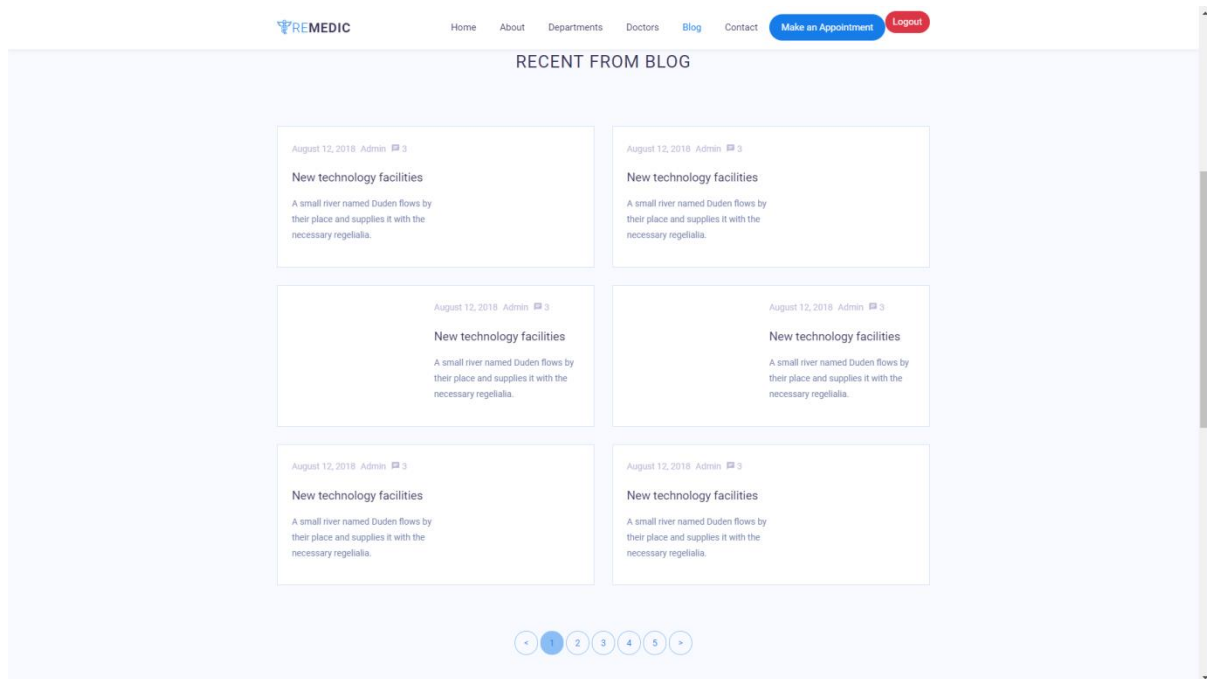 REMEDIC Home About Departments Doctors Blog Contact Make an Appointment Logout
RECENT FROM BLOG
August 12, 2018 Admin 3
New technology facilities
A small river named Duden flows by
their place and supplies it with the
necessary regelialia.
August 12, 2018 Admin 3
New technology facilities
A small river named Duden flows by
their place and supplies it with the
necessary regelialia.
August 12, 2018 Admin 3
New technology facilities
A small river named Duden flows by
their place and supplies it with the
necessary regelialia.
August 12, 2018 Admin 3
New technology facilities
A small river named Duden flows by
their place and supplies it with the
necessary regelialia.
August 12, 2018 Admin 3
New technology facilities
A small river named Duden flows by
their place and supplies it with the
necessary regelialia.
August 12, 2018 Admin 3
New technology facilities
A small river named Duden flows by
their place and supplies it with the
necessary regelialia.
< 1 2 3 4 5 >